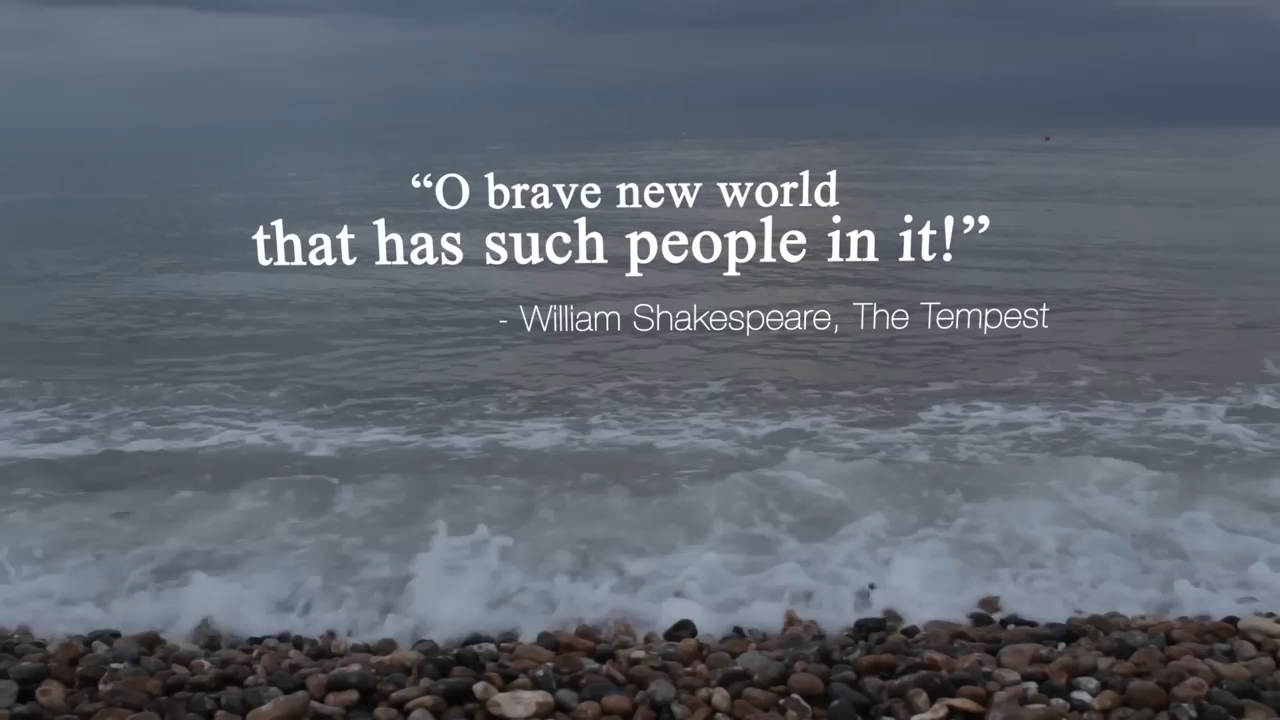 “O brave new world
that has such people in it!”
- William Shakespeare, The Tempest